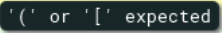 '(' or '[' expected